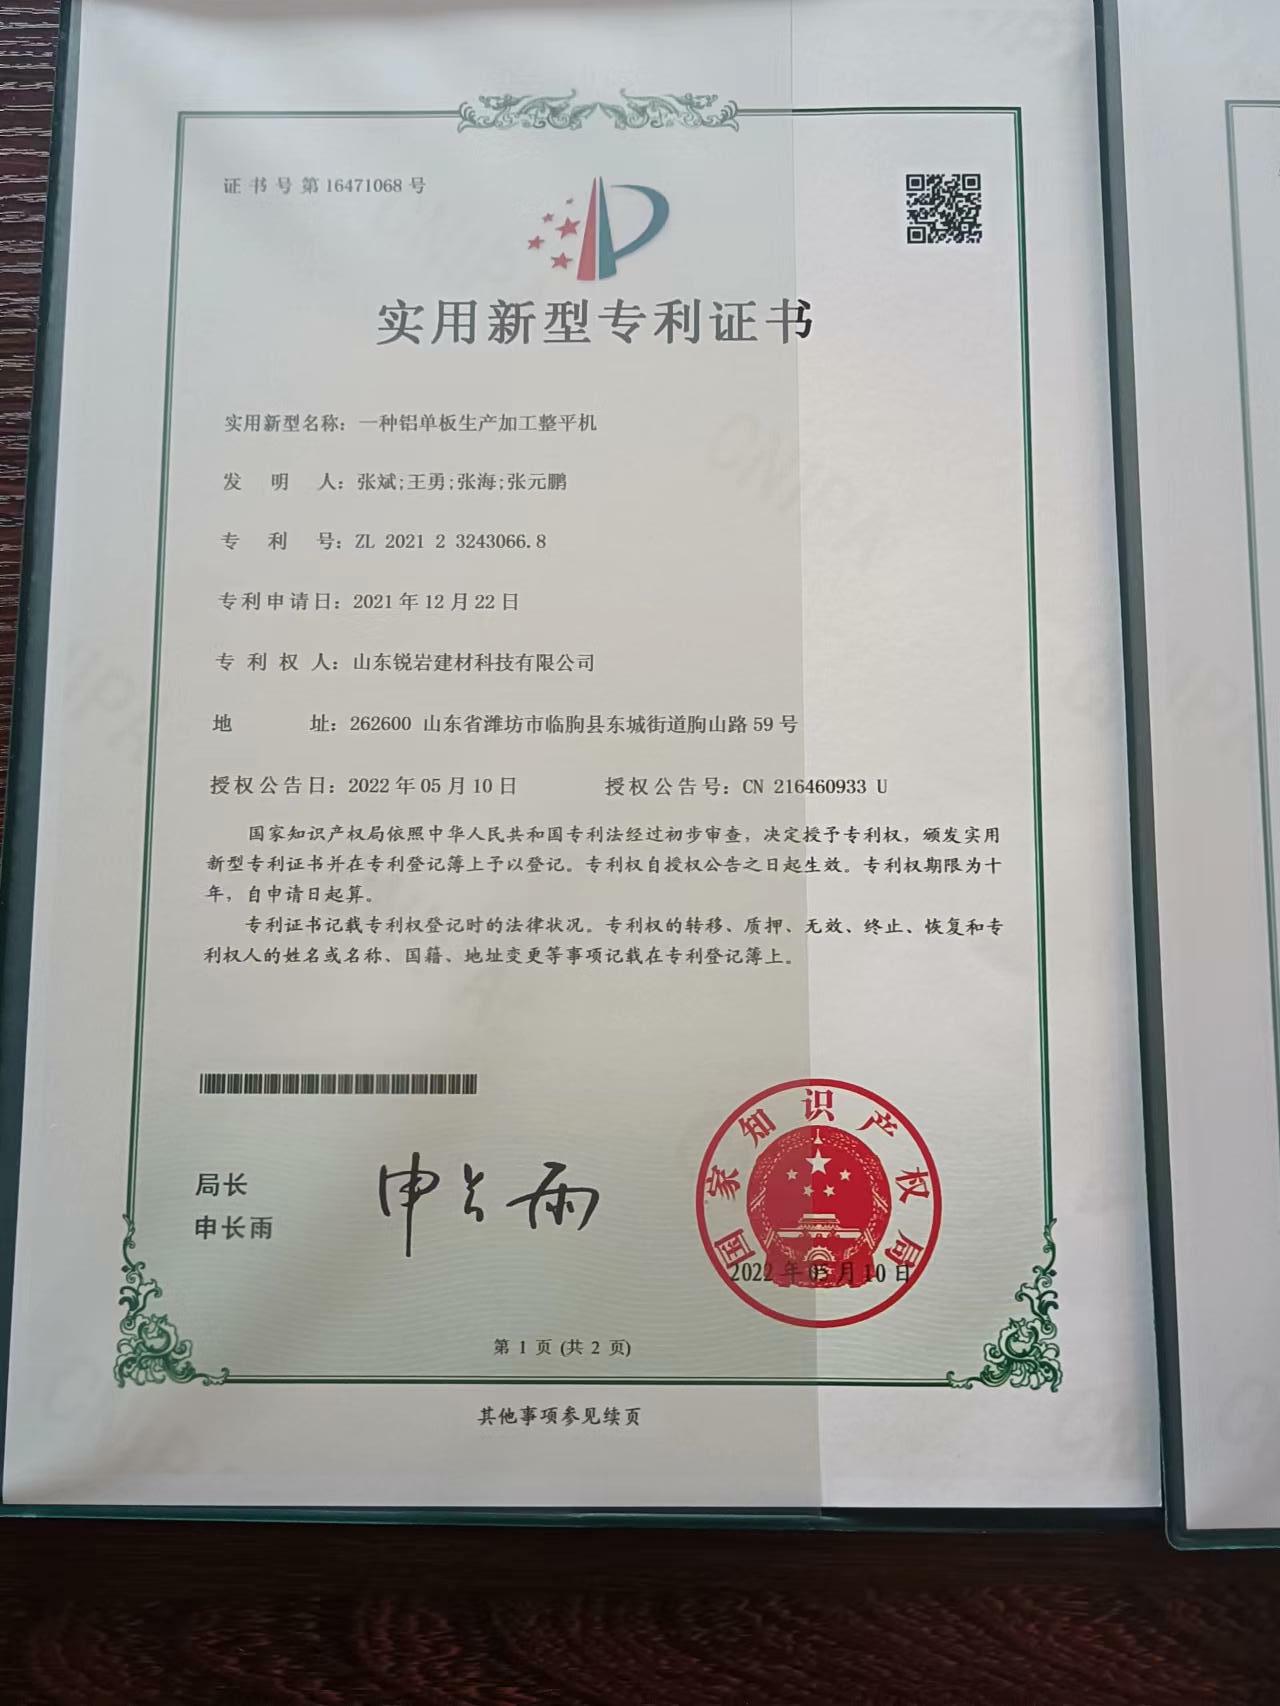 证书号第16471068号
实用新型专利证书
实用新型名称：一种铝单板生产加工整平机
发明人：张斌;王勇;张海;张元鹏
专利号：ZL 2021 2 3243066.8
专利申请日：2021年12月22日
专利权人：山东锐岩建材科技有限公司
地址：262600 山东省潍坊市临朐县东城街道朐山路59号
授权公告日：2022年05月10日 授权公告号：CN 216460933 U
国家知识产权局依照中华人民共和国专利法经过初步审查，决定授予专利权，颁发实用
新型专利证书并在专利登记簿上予以登记。专利权自授权公告之日起生效。专利权期限为十
年，自申请日起算。
专利证书记载专利权登记时的法律状况。专利权的转移、质押、无效、终止、恢复和专
利权人的姓名或名称、国籍、地址变更等事项记载在专利登记簿上。
局长
申长雨
申长雨
国家知识产权局
2022年05月10日
第 1 页 (共 2 页)
其他事项参见续页